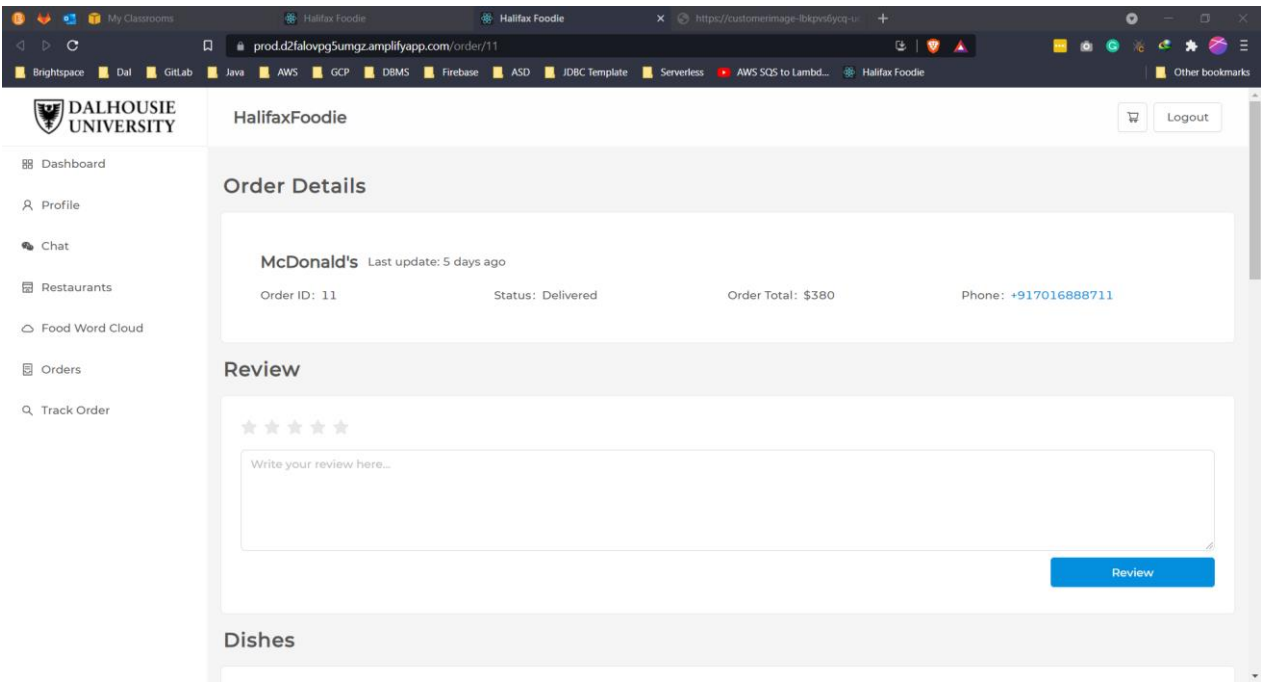 My Classrooms Halifax Foodie Halifax Foodie https://customerimage-lbkpvs6ycq-u
prod.d2falovpg5umgz.amplifyapp.com/order/11
Brightspace Dal GitLab Java AWS GCP DBMS Firebase ASD JDBC Template Serverless AWS SQS to Lambd... Halifax Foodie Other bookmarks
DALHOUSIE
UNIVERSITY
HalifaxFoodie
Logout
Dashboard
Profile
Chat
Restaurants
Food Word Cloud
Orders
Track Order
Order Details
McDonald's Last update: 5 days ago
Order ID: 11 Status: Delivered Order Total: $380 Phone: +917016888711
Review
Write your review here...
Review
Dishes